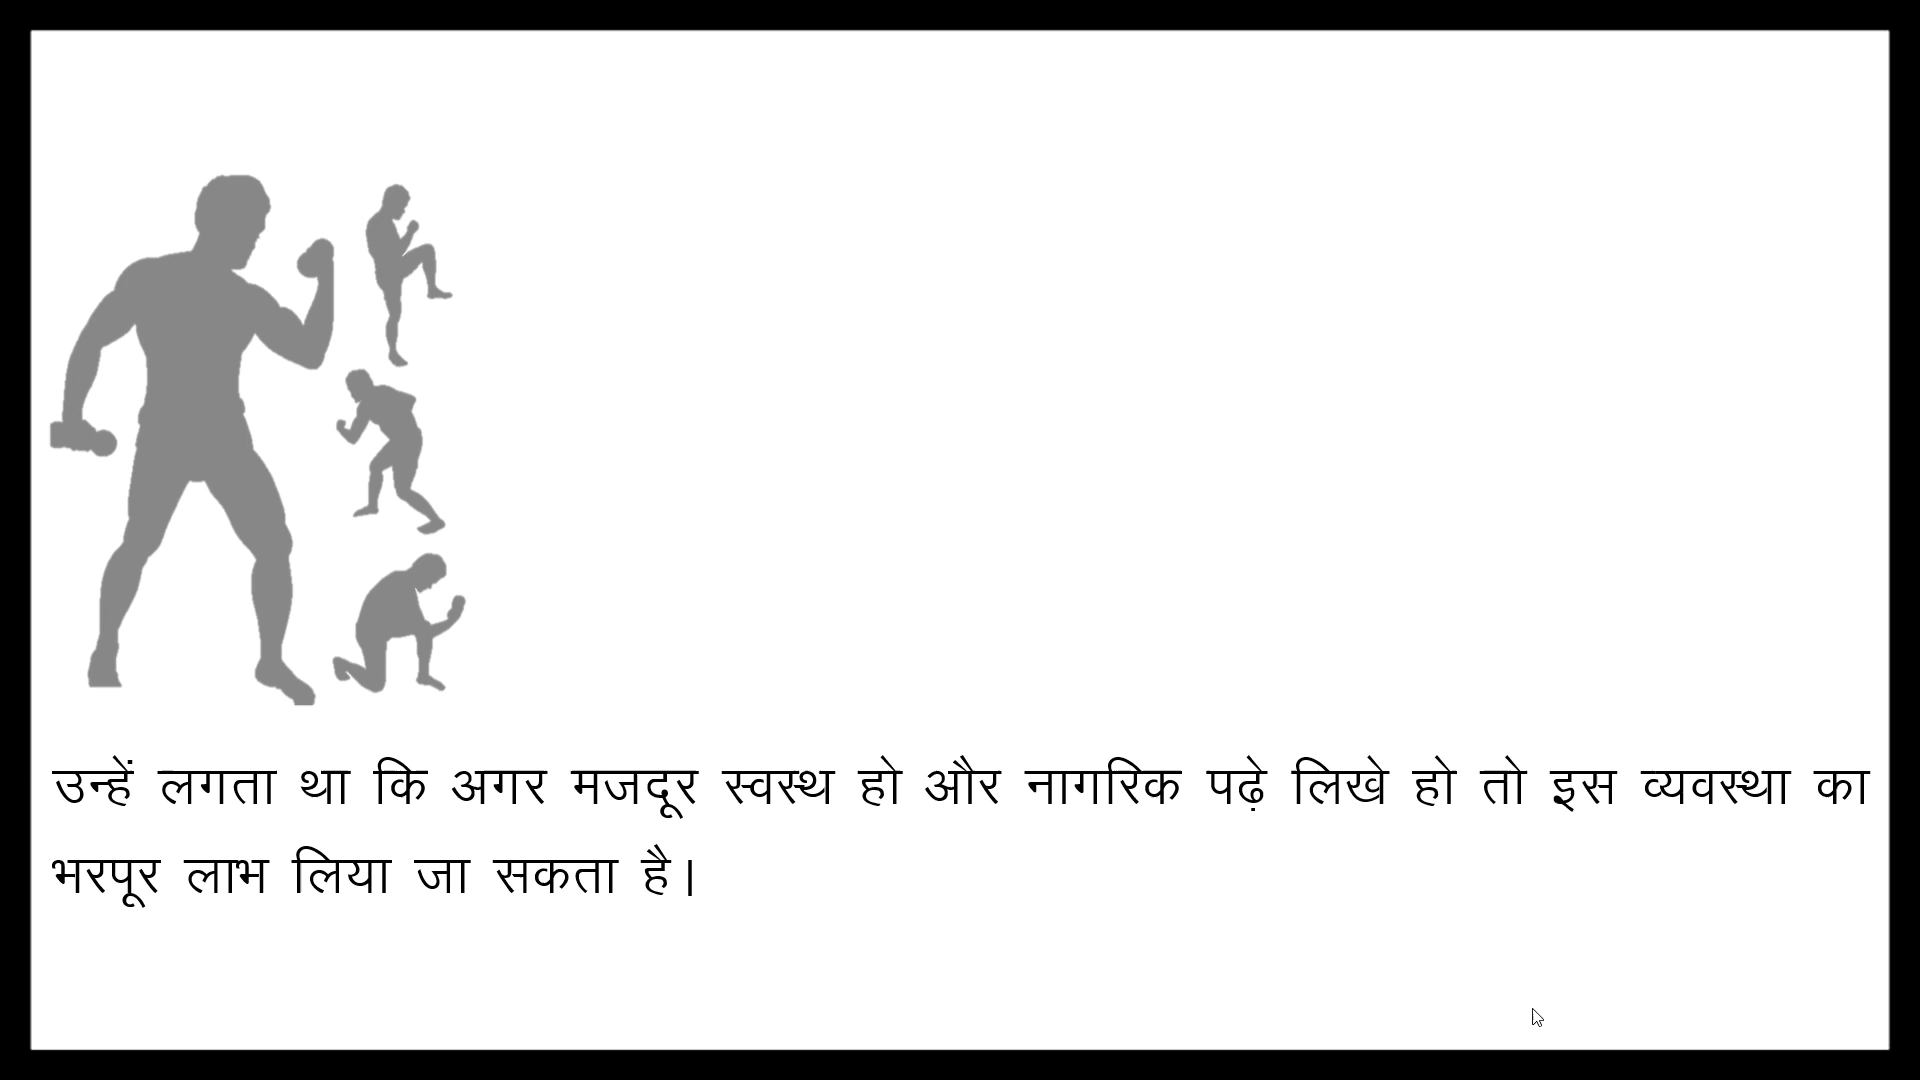 उन्हें लगता था कि अगर मजदूर स्वस्थ हो और नागरिक पढ़े लिखे हो तो इस व्यवस्था का
भरपूर लाभ लिया जा सकता है।